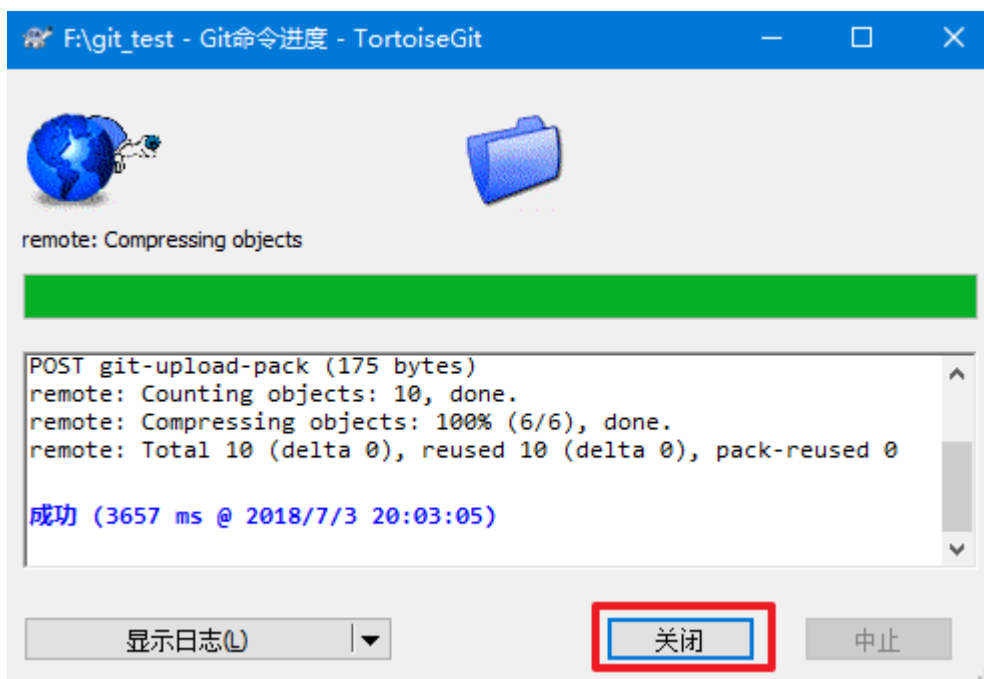 F:\git_test - Git命令进度 - TortoiseGit
remote: Compressing objects
POST git-upload-pack (175 bytes)
remote: Counting objects: 10, done.
remote: Compressing objects: 100% (6/6), done.
remote: Total 10 (delta 0), reused 10 (delta 0), pack-reused 0
成功 (3657 ms @ 2018/7/3 20:03:05)
显示日志(L) 关闭 中止